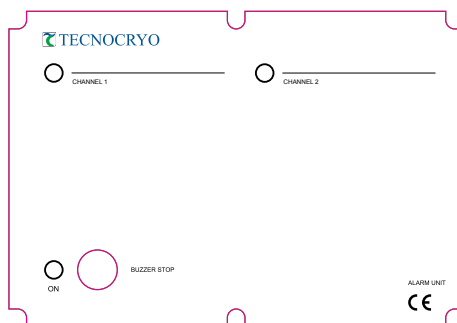 TECNOCRYO
CHANNEL 1
CHANNEL 2
BUZZER STOP
ON
ALARM UNIT
CE